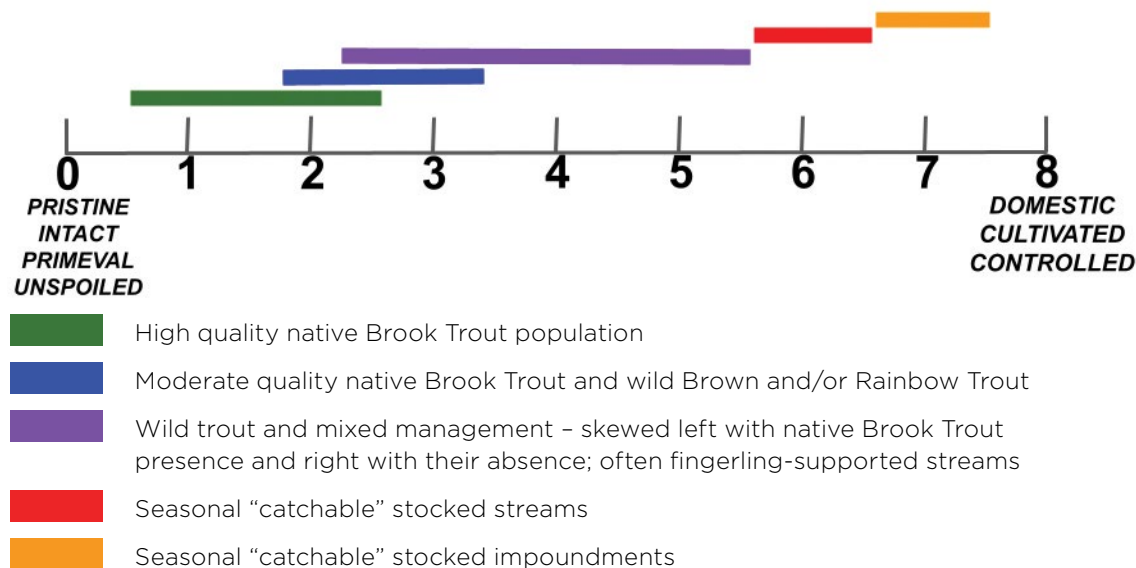 0 1 2 3 4 5 6 7 8
PRISTINE
INTACT
PRIMEVAL
UNSPOILED
DOMESTIC
CULTIVATED
CONTROLLED
High quality native Brook Trout population
Moderate quality native Brook Trout and wild Brown and/or Rainbow Trout
Wild trout and mixed management – skewed left with native Brook Trout
presence and right with their absence; often fingerling-supported streams
Seasonal “catchable” stocked streams
Seasonal “catchable” stocked impoundments